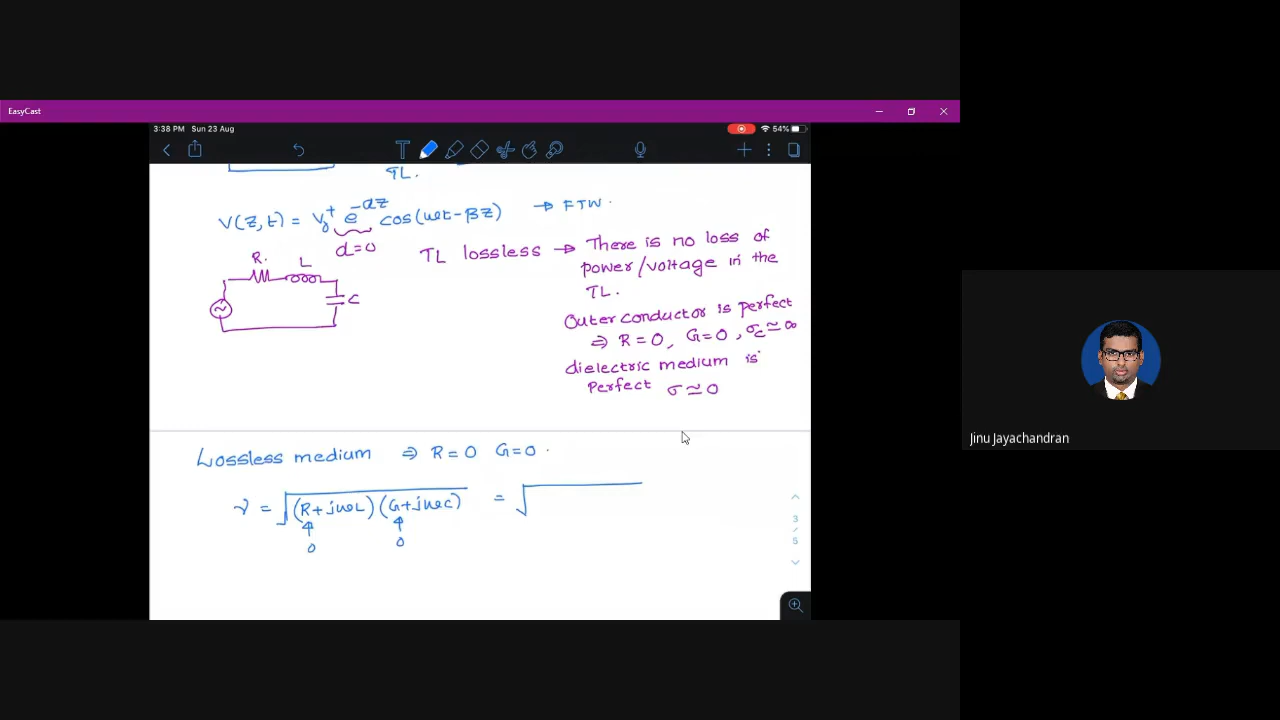 EasyCast
3:38 PM Sun 23 Aug
54%
T
TL.
V(z,t) = V₀⁺ e^-αz cos(ωt-βz) → FTW.
α=0
TL lossless → There is no loss of
power/voltage in the
TL.
R. L
C
Outer conductor is perfect
⇒ R=0, G=0, σc≃∞
dielectric medium is
Perfect σ≃0
Lossless medium ⇒ R=0 G=0.
γ = √(R+jωL)(G+jωC) = √
0 0
3/5
Jinu Jayachandran